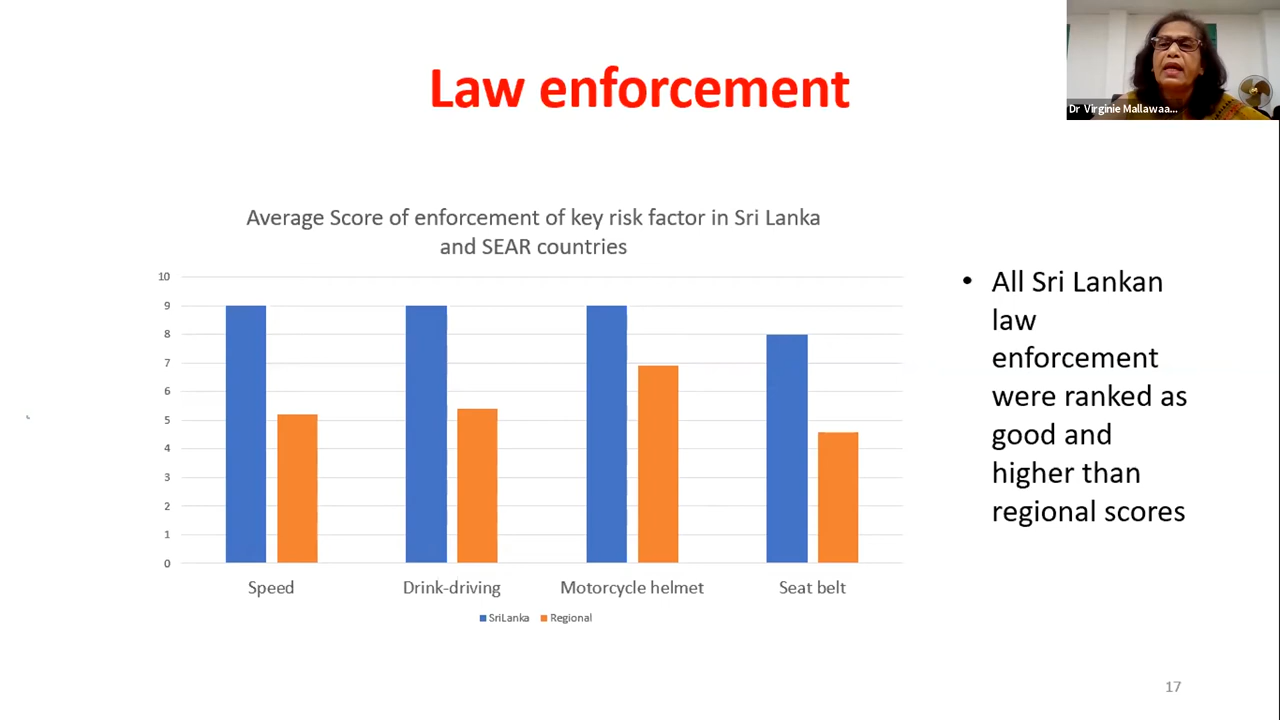 Law enforcement
Dr Virginie Mallawaa...
Average Score of enforcement of key risk factor in Sri Lanka
and SEAR countries
10
9
8
7
6
5
4
3
2
1
0
Speed
Drink-driving
Motorcycle helmet
Seat belt
SriLanka
Regional
• All Sri Lankan
law
enforcement
were ranked as
good and
higher than
regional scores
17